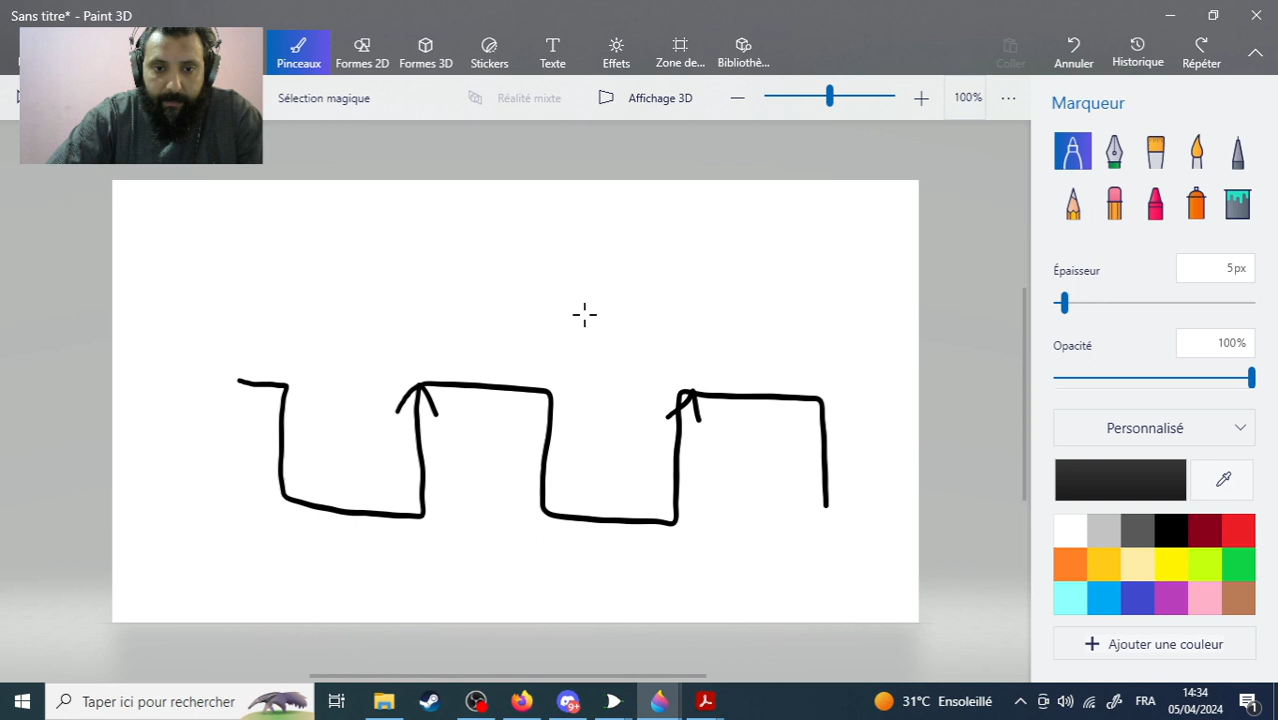 Sans titre* - Paint 3D
Pinceaux
Formes 2D
Formes 3D
Stickers
Texte
Effets
Zone de...
Bibliothè...
Coller
Annuler
Historique
Répéter
Sélection magique
Réalité mixte
Affichage 3D
100%
Marqueur
Épaisseur
5px
Opacité
100%
Personnalisé
Ajouter une couleur
Taper ici pour rechercher
9+
31°C Ensoleillé
FRA
14:34
05/04/2024
1